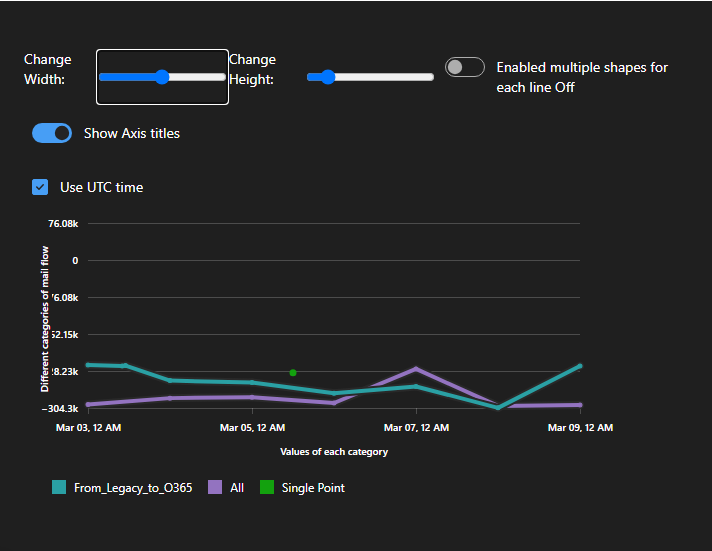 Change
Width:
Change
Height:
Enabled multiple shapes for
each line Off
Show Axis titles
Use UTC time
76.08k
0
6.08k
2.15k
8.23k
−304.3k
Different categories of mail flow
Mar 03, 12 AM
Mar 05, 12 AM
Mar 07, 12 AM
Mar 09, 12 AM
Values of each category
From_Legacy_to_O365
All
Single Point